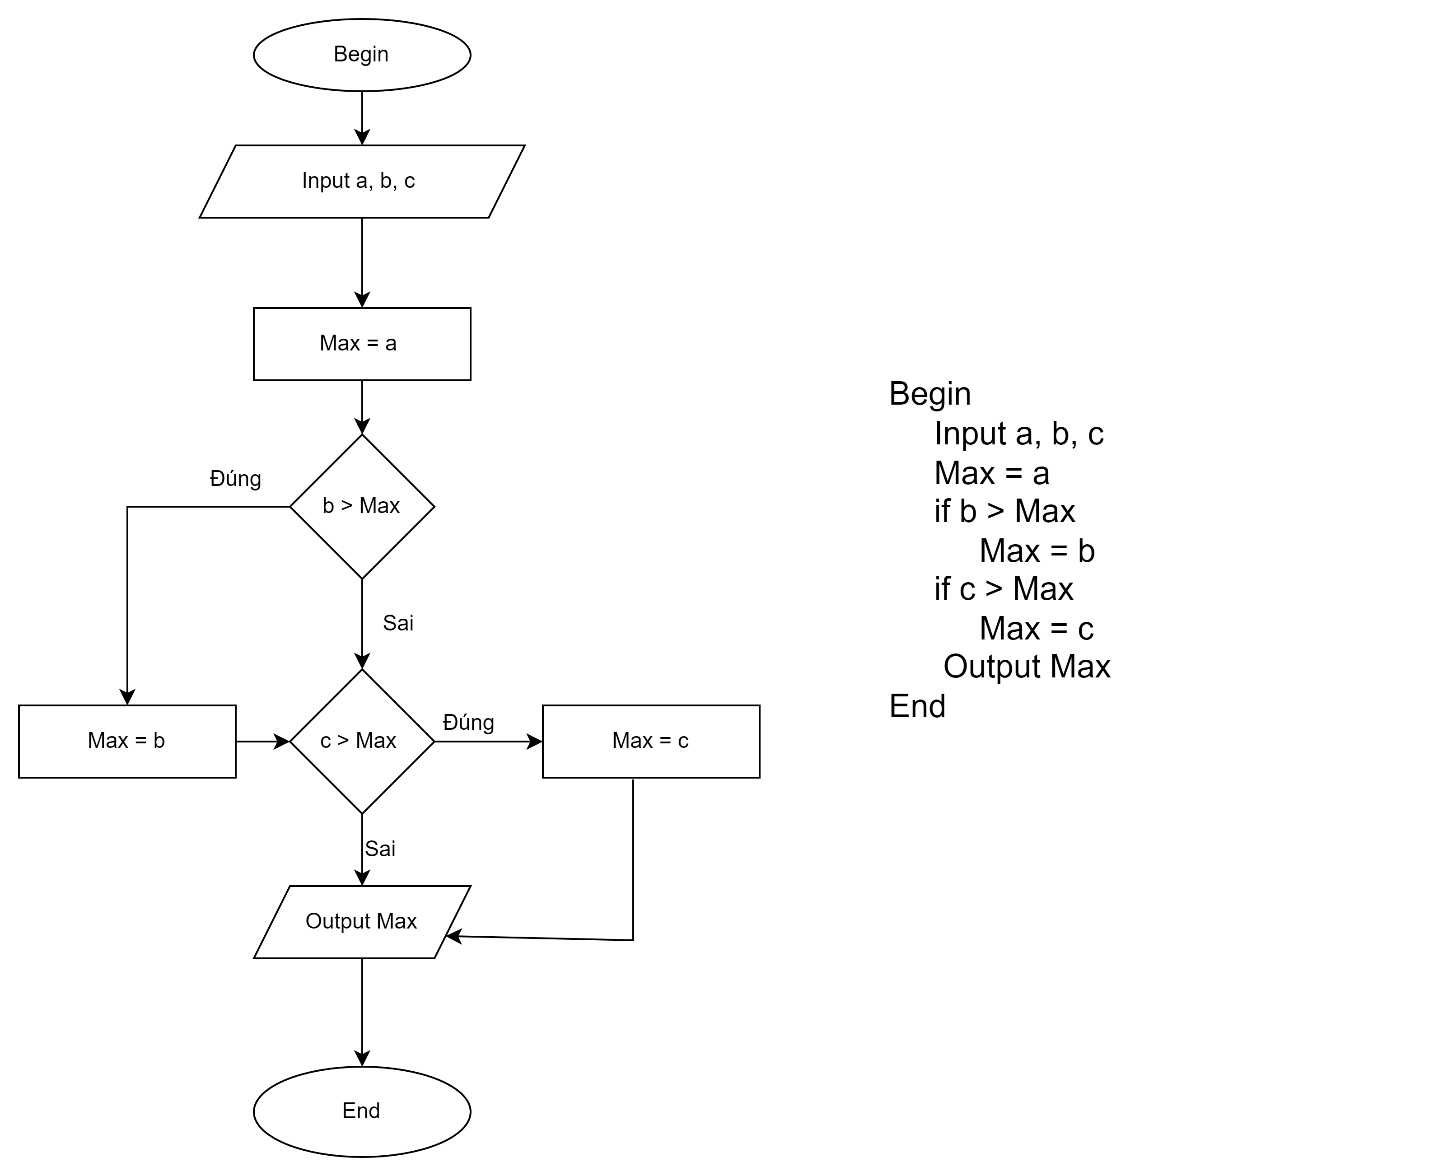 Begin
Input a, b, c
Max = a
b > Max
Đúng
Sai
Max = b
c > Max
Đúng
Max = c
Sai
Output Max
End
Begin
Input a, b, c
Max = a
if b > Max
Max = b
if c > Max
Max = c
Output Max
End